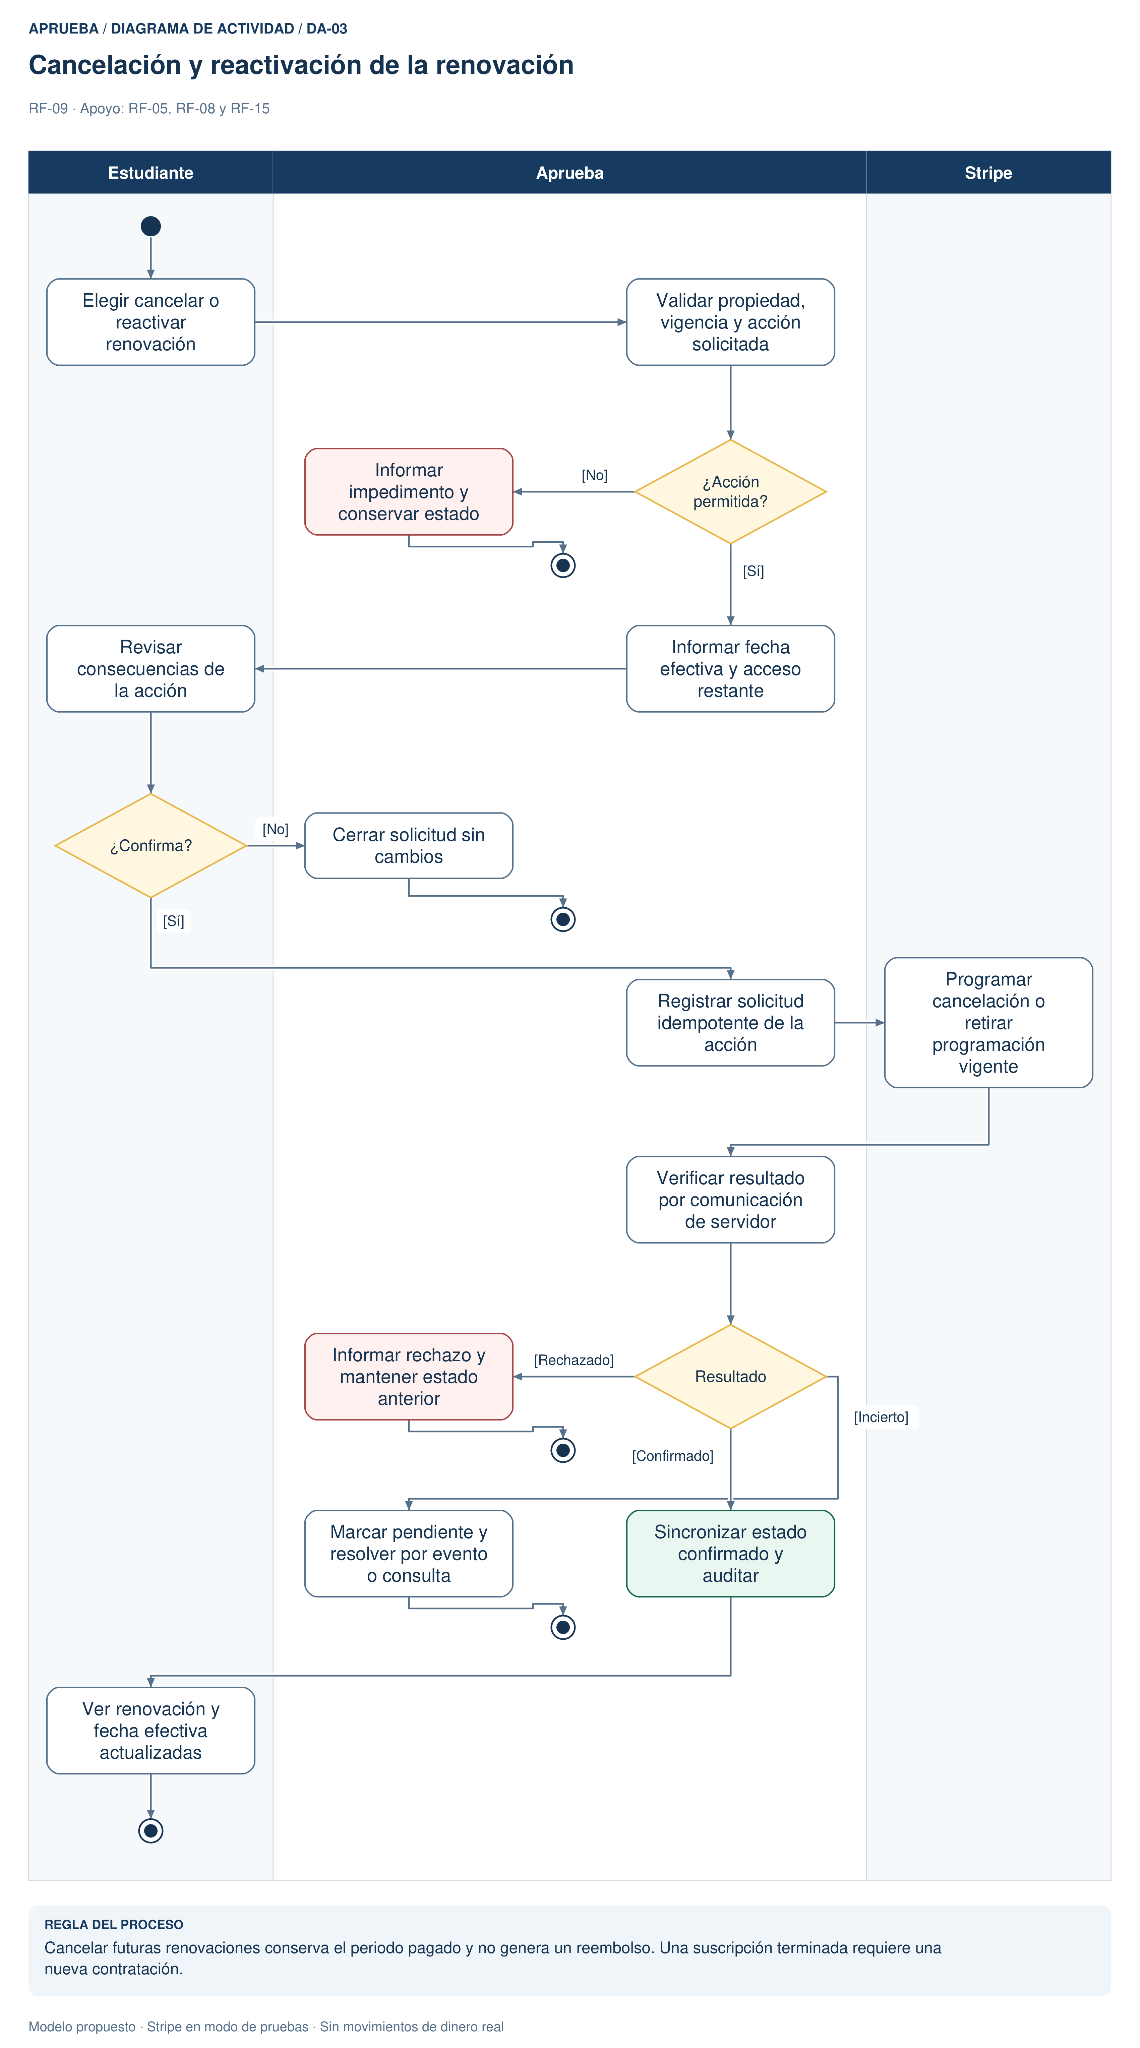 APRUEBA / DIAGRAMA DE ACTIVIDAD / DA-03
Cancelación y reactivación de la renovación
RF-09 · Apoyo: RF-05, RF-08 y RF-15
Estudiante
Aprueba
Stripe
Elegir cancelar o
reactivar
renovación
Validar propiedad,
vigencia y acción
solicitada
¿Acción
permitida?
[No]
Informar
impedimento y
conservar estado
[Sí]
Informar fecha
efectiva y acceso
restante
Revisar
consecuencias de
la acción
¿Confirma?
[No]
Cerrar solicitud sin
cambios
[Sí]
Registrar solicitud
idempotente de la
acción
Programar
cancelación o
retirar
programación
vigente
Verificar resultado
por comunicación
de servidor
Resultado
[Rechazado]
Informar rechazo y
mantener estado
anterior
[Incierto]
[Confirmado]
Marcar pendiente y
resolver por evento
o consulta
Sincronizar estado
confirmado y
auditar
Ver renovación y
fecha efectiva
actualizadas
REGLA DEL PROCESO
Cancelar futuras renovaciones conserva el periodo pagado y no genera un reembolso. Una suscripción terminada requiere una
nueva contratación.
Modelo propuesto · Stripe en modo de pruebas · Sin movimientos de dinero real